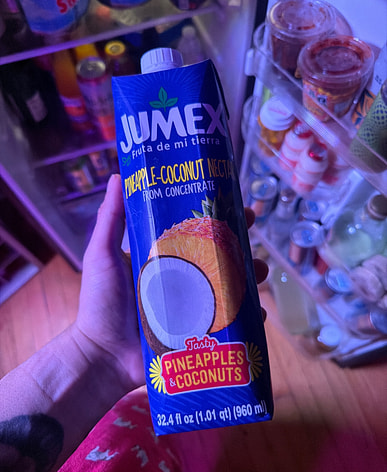 JUMEX
Fruta de mi tierra
PINEAPPLE-COCONUT NECTAR
FROM CONCENTRATE
Tasty
PINEAPPLES
& COCONUTS
32.4 fl oz (1.01 qt) (960 ml)